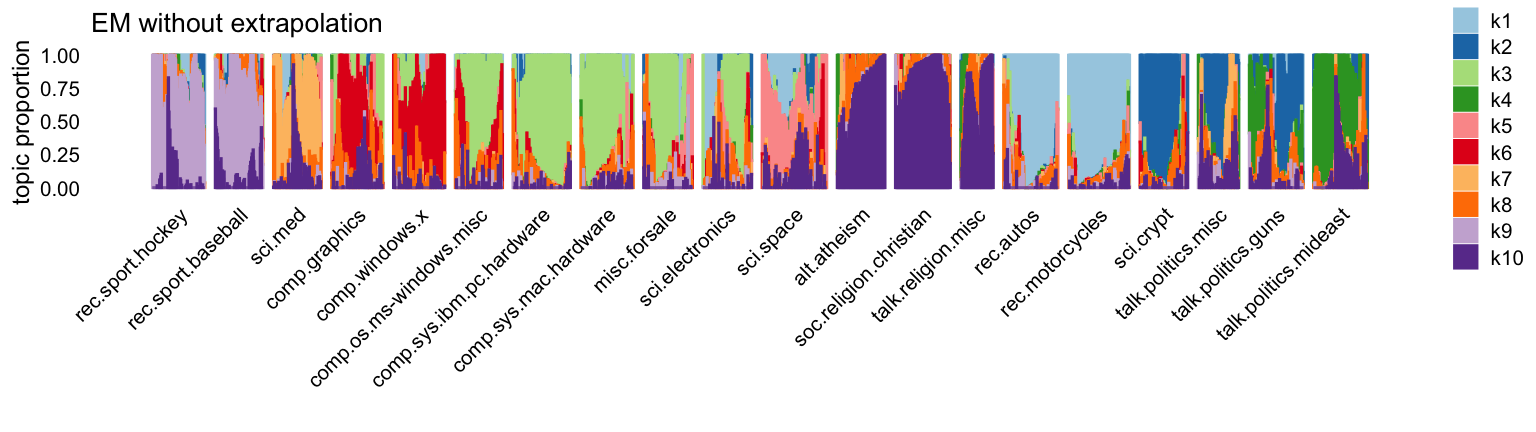 EM without extrapolation
topic proportion
1.00
0.75
0.50
0.25
0.00
rec.sport.hockey
rec.sport.baseball
sci.med
comp.graphics
comp.windows.x
comp.os.ms-windows.misc
comp.sys.ibm.pc.hardware
comp.sys.mac.hardware
misc.forsale
sci.electronics
sci.space
alt.atheism
soc.religion.christian
talk.religion.misc
rec.autos
rec.motorcycles
sci.crypt
talk.politics.misc
talk.politics.guns
talk.politics.mideast
k1
k2
k3
k4
k5
k6
k7
k8
k9
k10